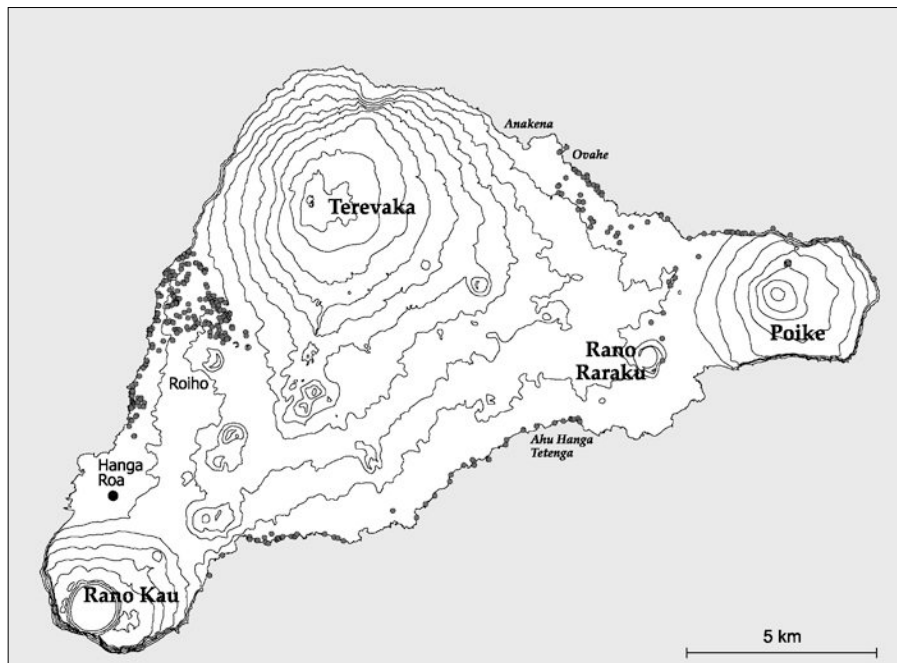 Anakena
Ovahe
Terevaka
Poike
Rano
Raraku
Roiho
Ahu Hanga
Tetenga
Hanga
Roa
Rano Kau
5 km